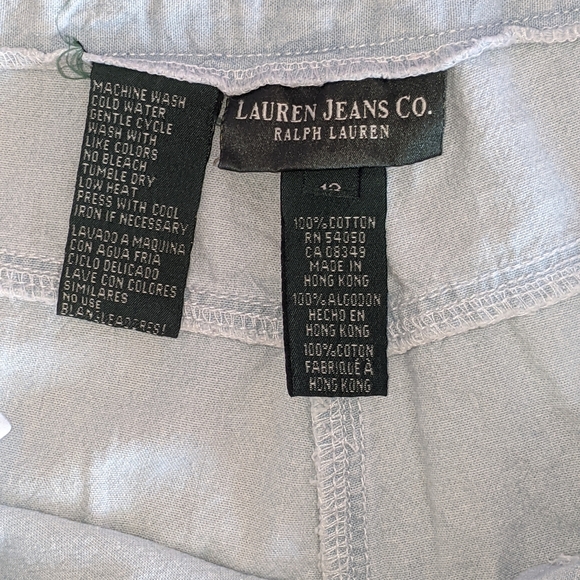 MACHINE WASH
COLD WATER
GENTLE CYCLE
WASH WITH
LIKE COLORS
NO BLEACH
TUMBLE DRY
LOW HEAT
PRESS WITH COOL
IRON IF NECESSARY
LAVADO A MAQUINA
CON AGUA FRIA
CICLO DELICADO
LAVE CON COLORES
SIMILARES
NO USE
LAUREN JEANS CO.
RALPH LAUREN
12
100% COTTON
RN 54050
CA 08349
MADE IN
HONG KONG
100% ALGODON
HECHO EN
HONG KONG
100% COTON
FABRIQUÉ À
HONG KONG